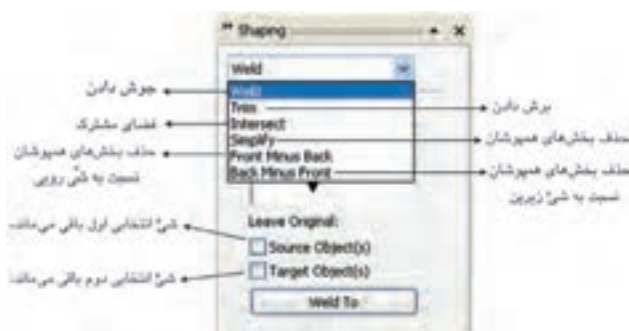 Shaping
Weld
Weld
جوش دادن
Trim
برش دادن
Intersect
فضای مشترک
Simplify
حذف بخش‌های همپوشان
Front Minus Back
حذف بخش‌های همپوشان
نسبت به شئ رویی
Back Minus Front
حذف بخش‌های همپوشان
نسبت به شئ زیرین
Leave Original:
شئ انتخابی اول باقی می‌ماند.
Source Object(s)
شئ انتخابی دوم باقی می‌ماند.
Target Object(s)
Weld To